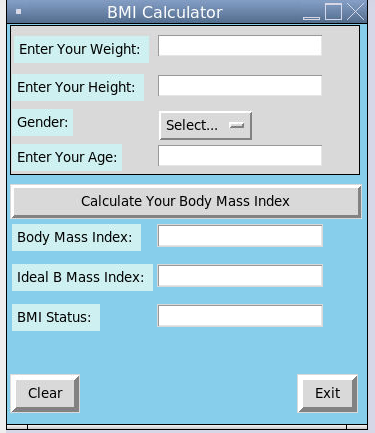 BMI Calculator
Enter Your Weight:
Enter Your Height:
Gender:
Select...
Enter Your Age:
Calculate Your Body Mass Index
Body Mass Index:
Ideal B Mass Index:
BMI Status:
Clear
Exit